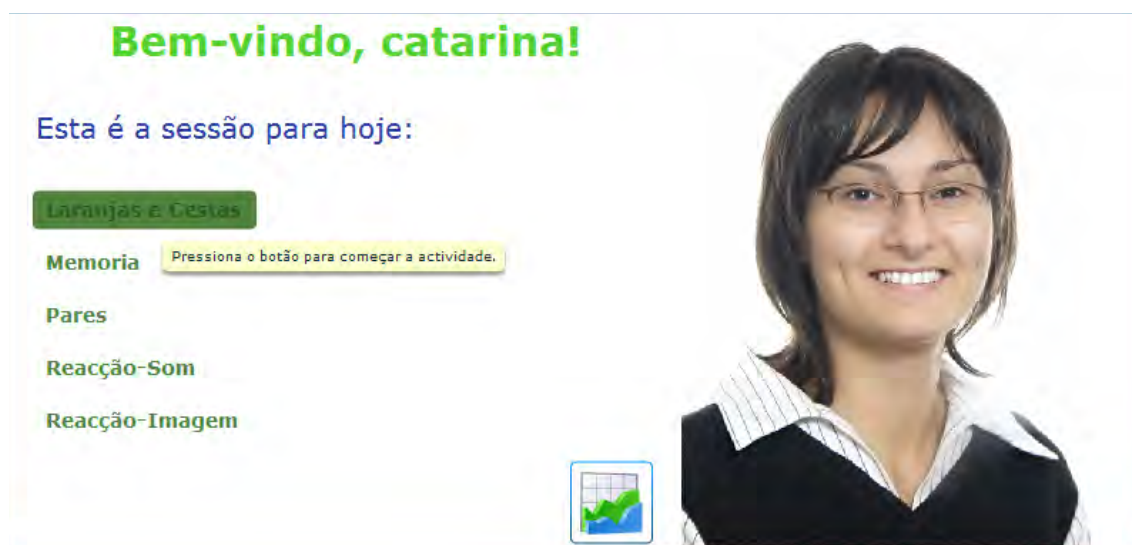 Bem-vindo, catarina!
Esta é a sessão para hoje:
Laranjas e Cestas
Memoria
Pressiona o botão para começar a actividade.
Pares
Reacção-Som
Reacção-Imagem